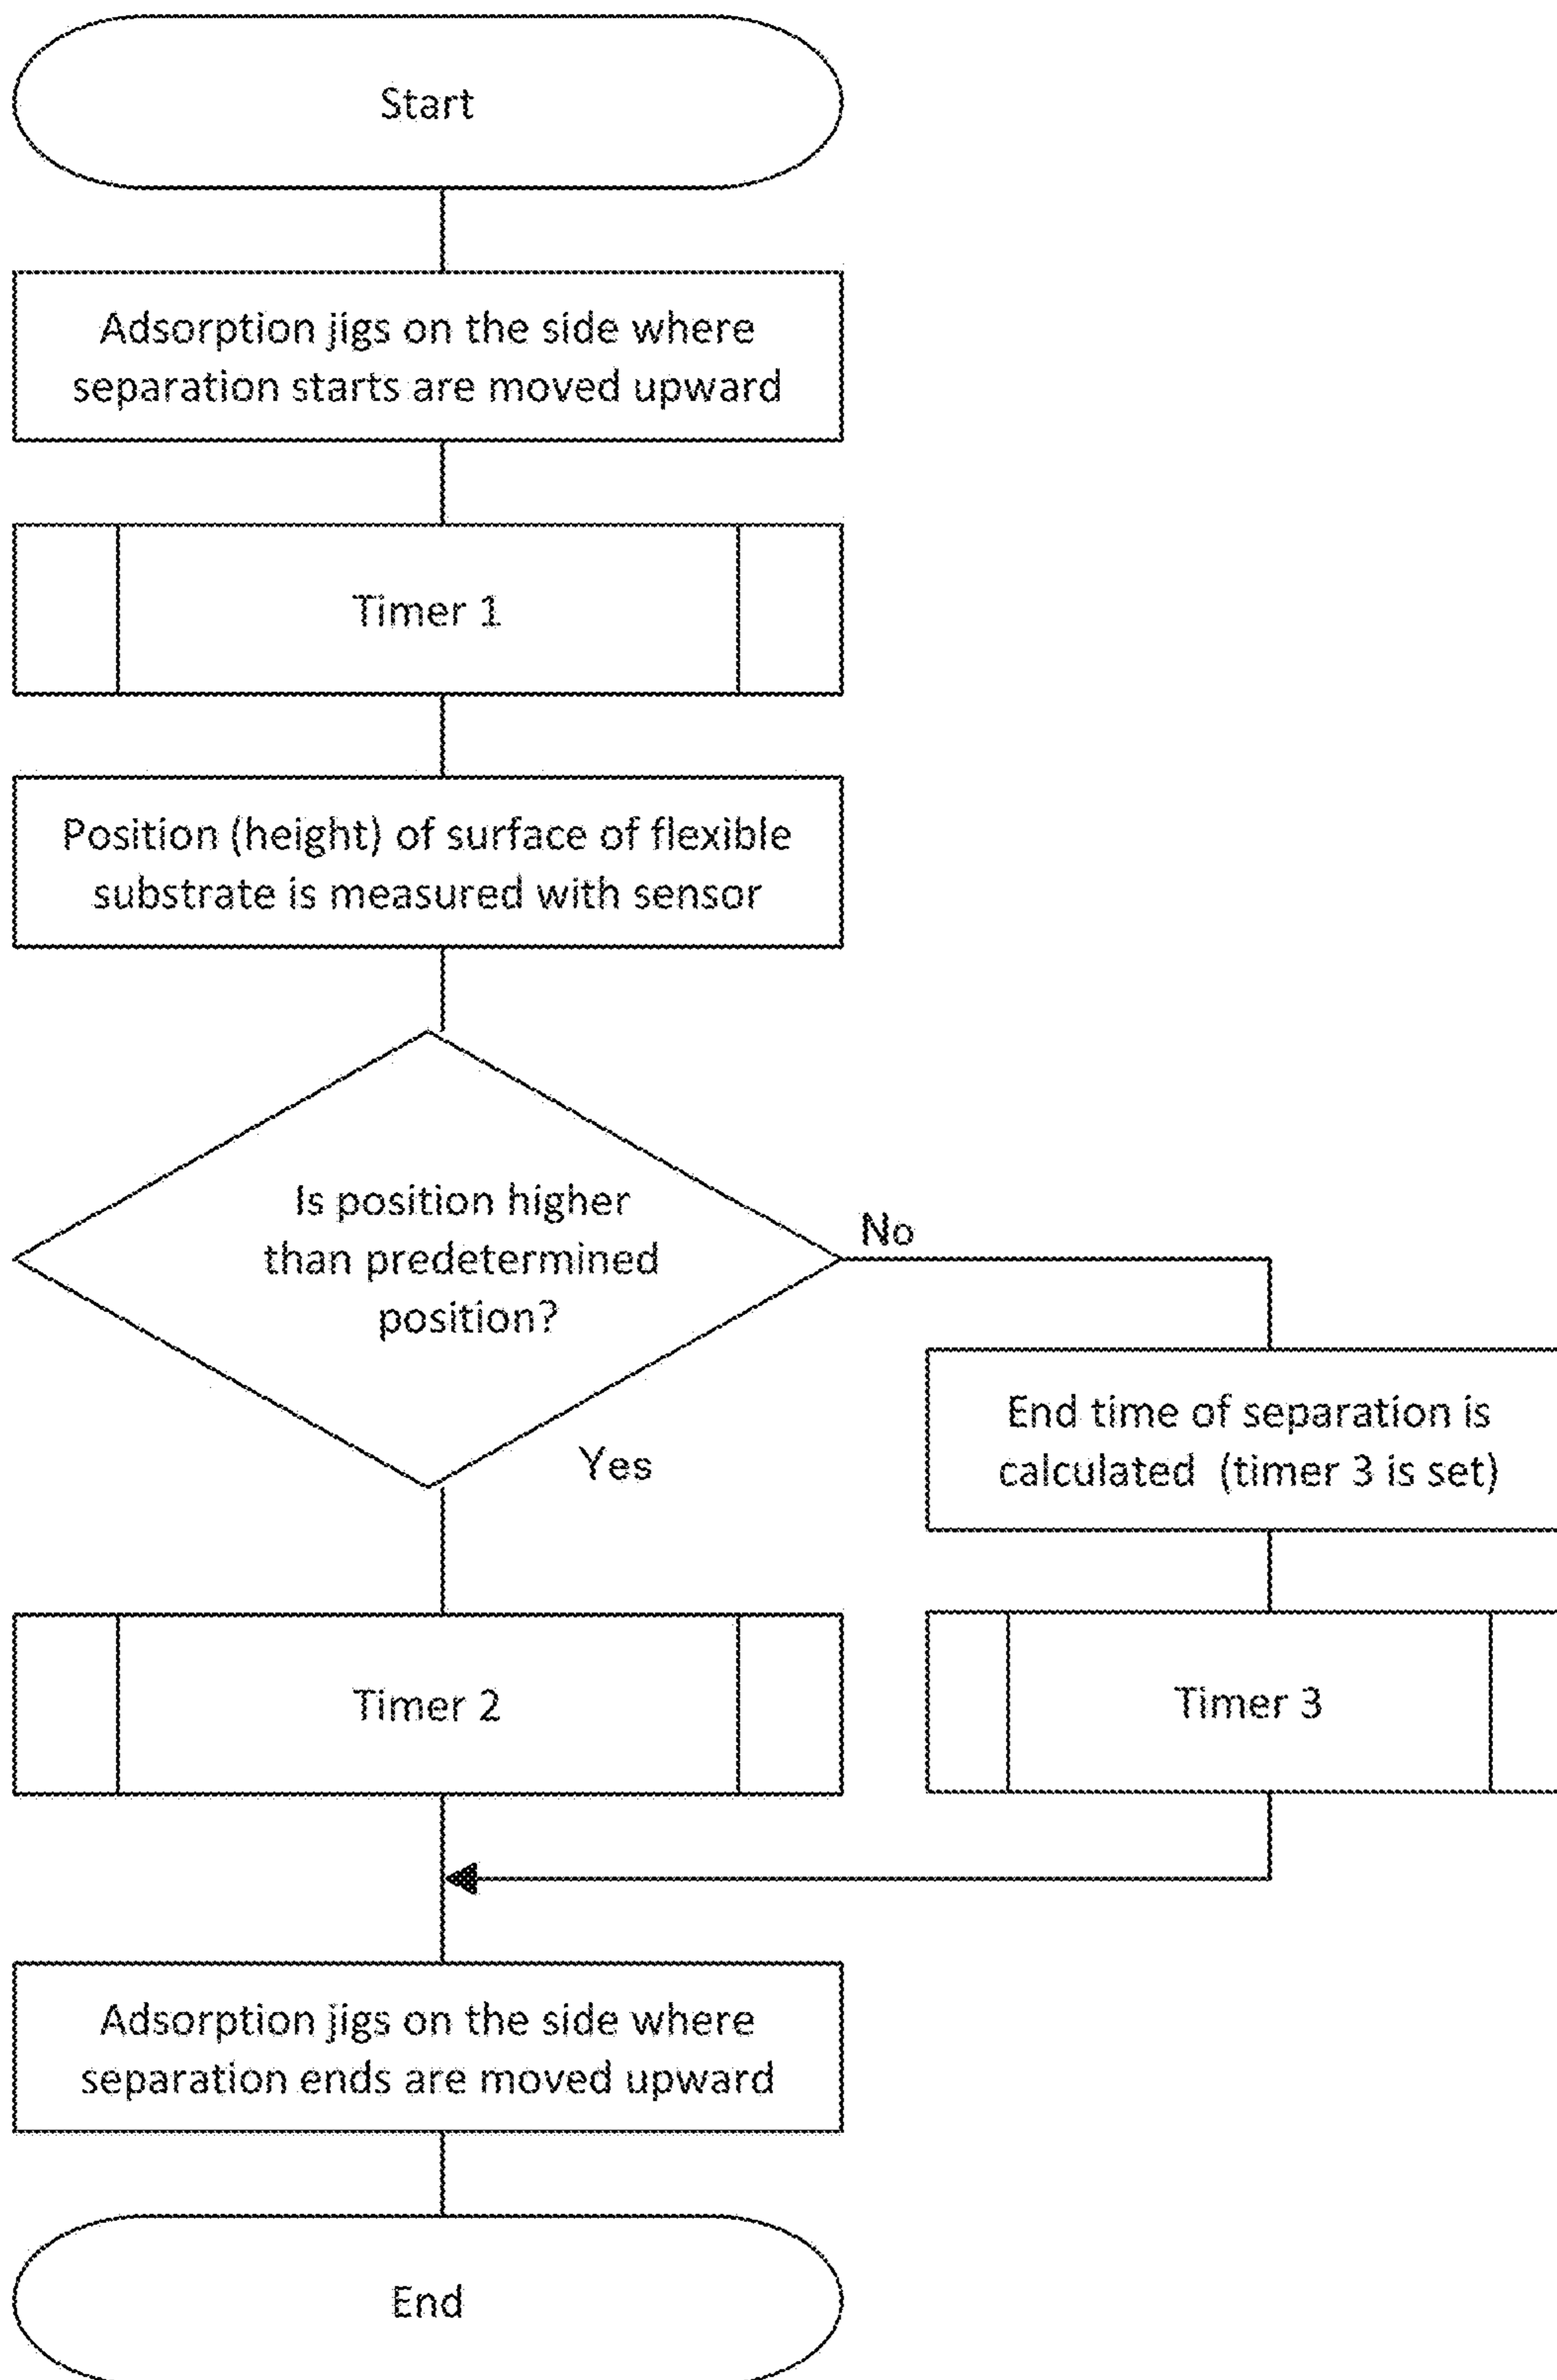 Start
Adsorption jigs on the side where
separation starts are moved upward
Timer 1
Position (height) of surface of flexible
substrate is measured with sensor
Is position higher
than predetermined
position?
No
Yes
End time of separation is
calculated (timer 3 is set)
Timer 2
Timer 3
Adsorption jigs on the side where
separation ends are moved upward
End